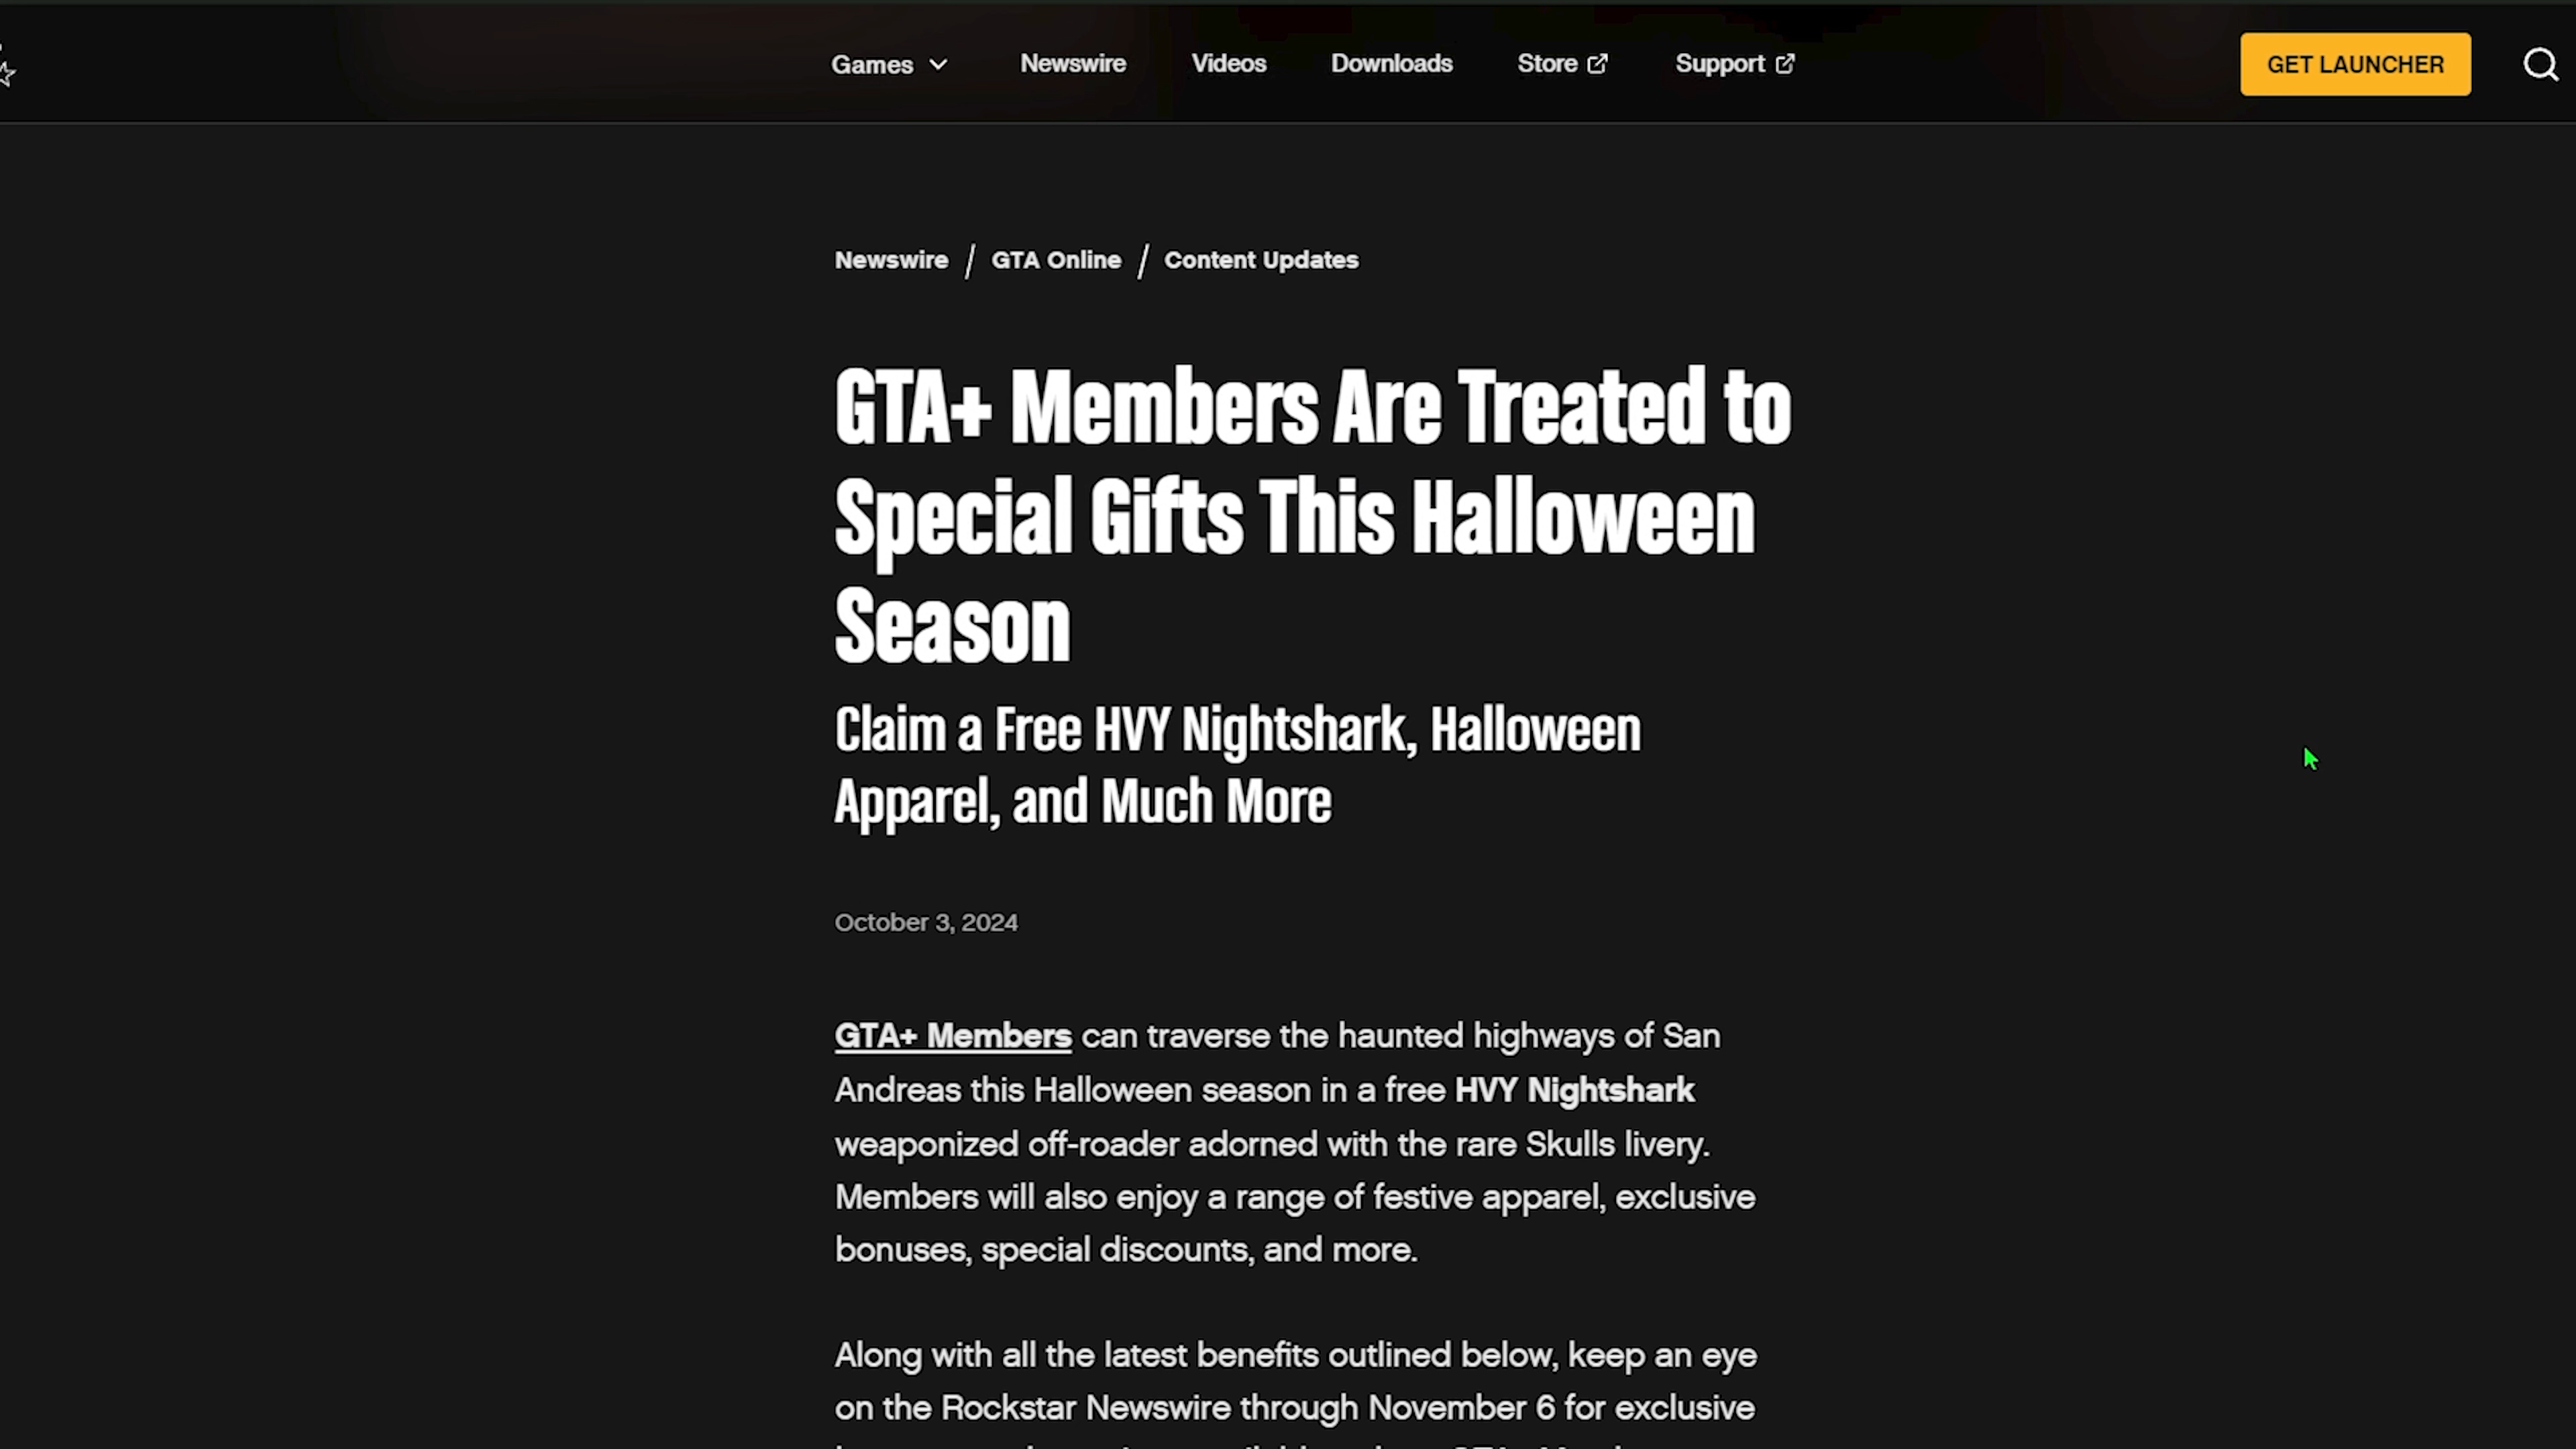 Games
Newswire
Videos
Downloads
Store
Support
GET LAUNCHER
Newswire / GTA Online / Content Updates
GTA+ Members Are Treated to
Special Gifts This Halloween
Season
Claim a Free HVY Nightshark, Halloween
Apparel, and Much More
October 3, 2024
GTA+ Members can traverse the haunted highways of San
Andreas this Halloween season in a free HVY Nightshark
weaponized off-roader adorned with the rare Skulls livery.
Members will also enjoy a range of festive apparel, exclusive
bonuses, special discounts, and more.
Along with all the latest benefits outlined below, keep an eye
on the Rockstar Newswire through November 6 for exclusive